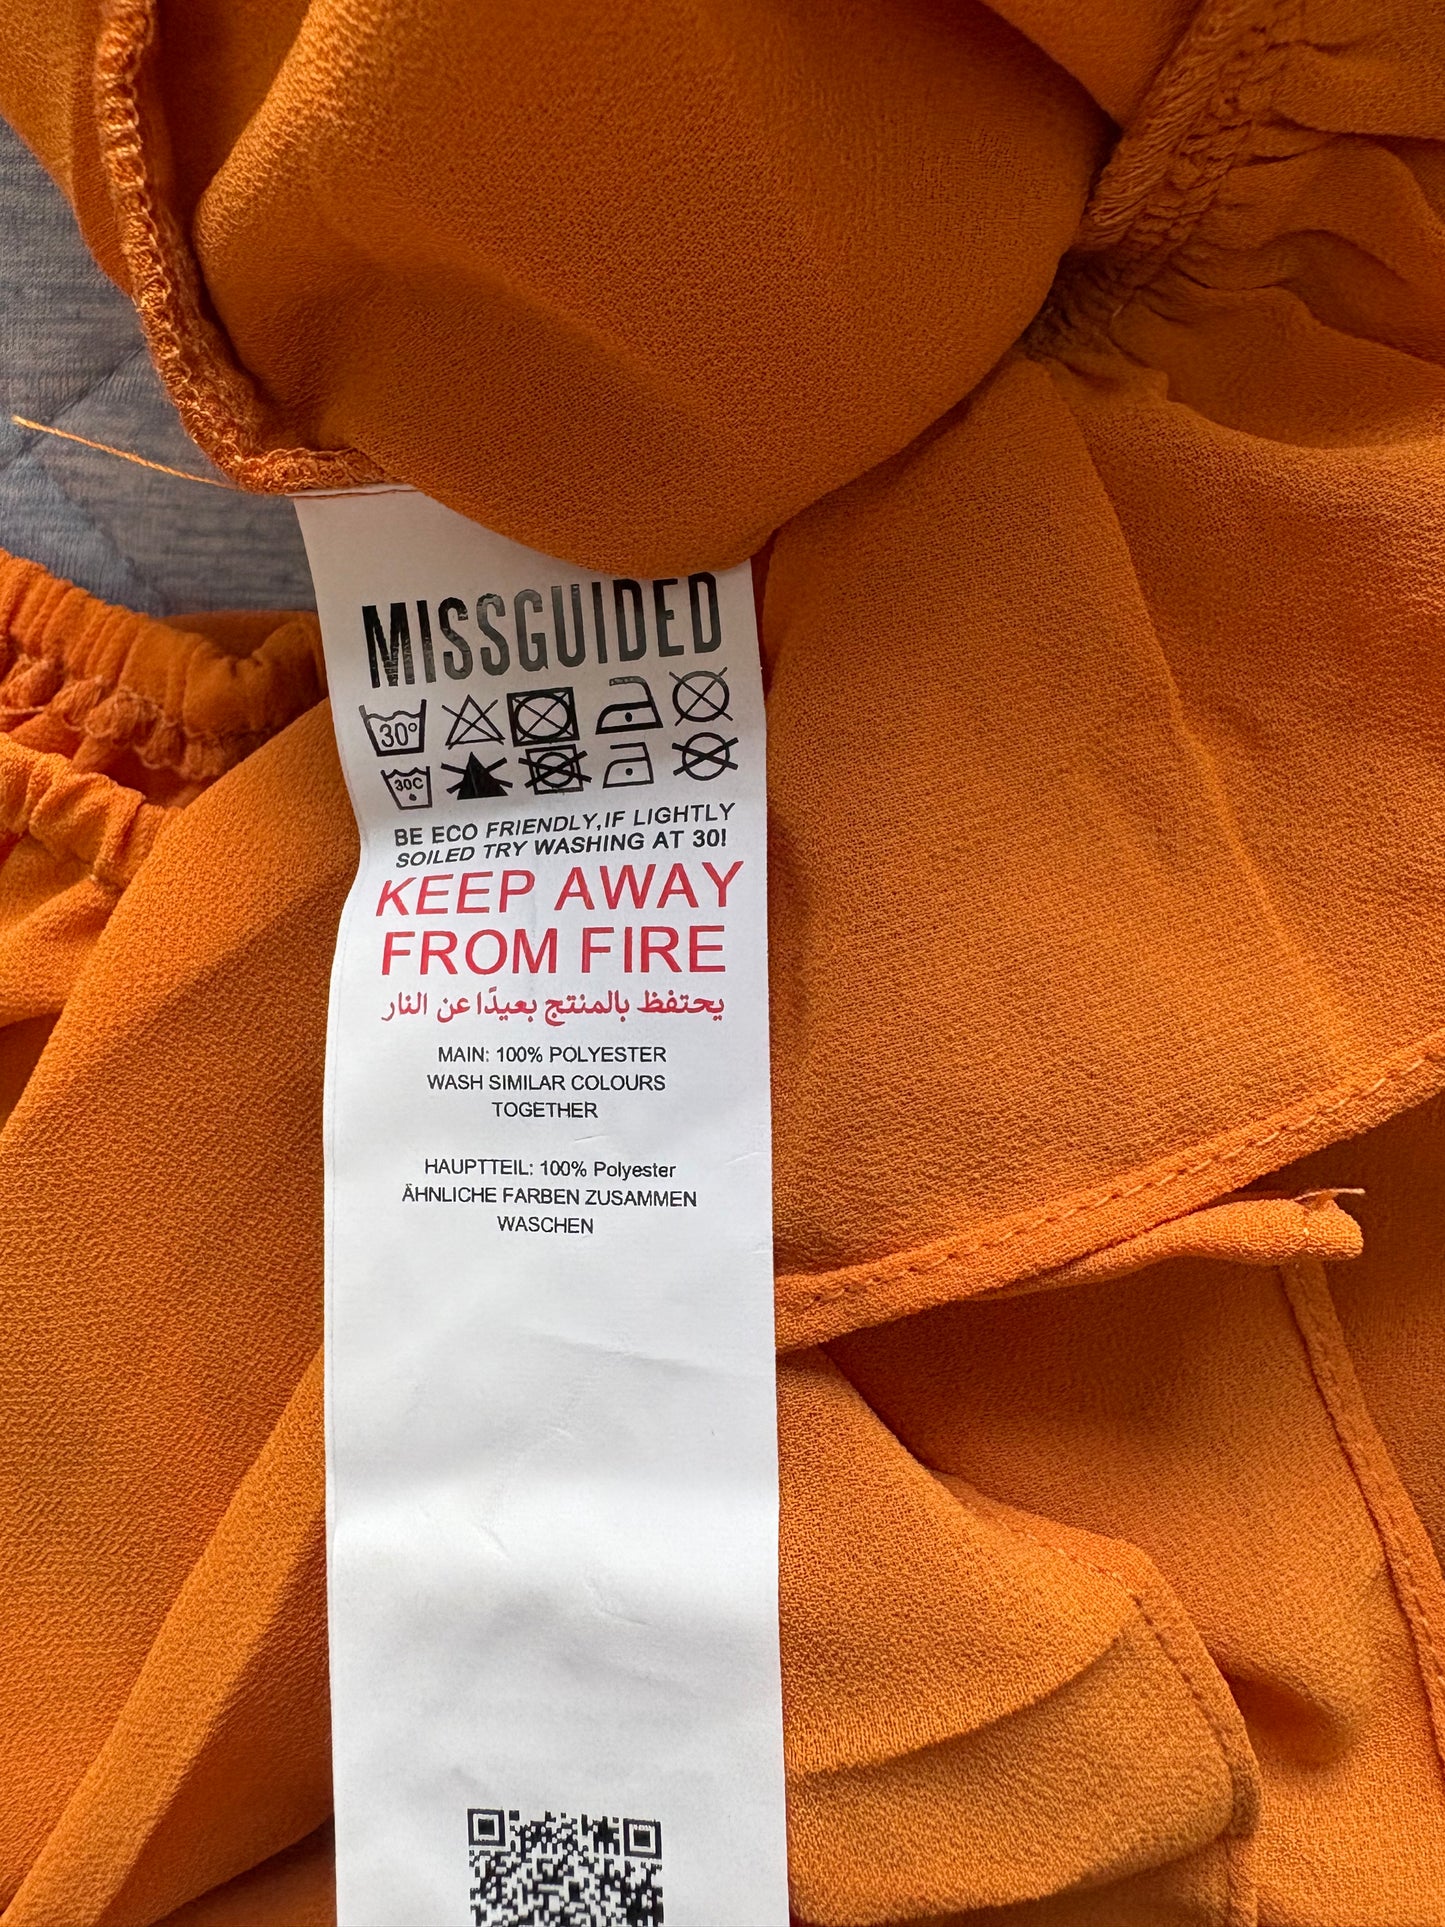 MISSGUIDED
30°
30C
BE ECO FRIENDLY,IF LIGHTLY
SOILED TRY WASHING AT 30!
KEEP AWAY
FROM FIRE
يحتفظ بالمنتج بعيدًا عن النار
MAIN: 100% POLYESTER
WASH SIMILAR COLOURS
TOGETHER
HAUPTTEIL: 100% Polyester
ÄHNLICHE FARBEN ZUSAMMEN
WASCHEN